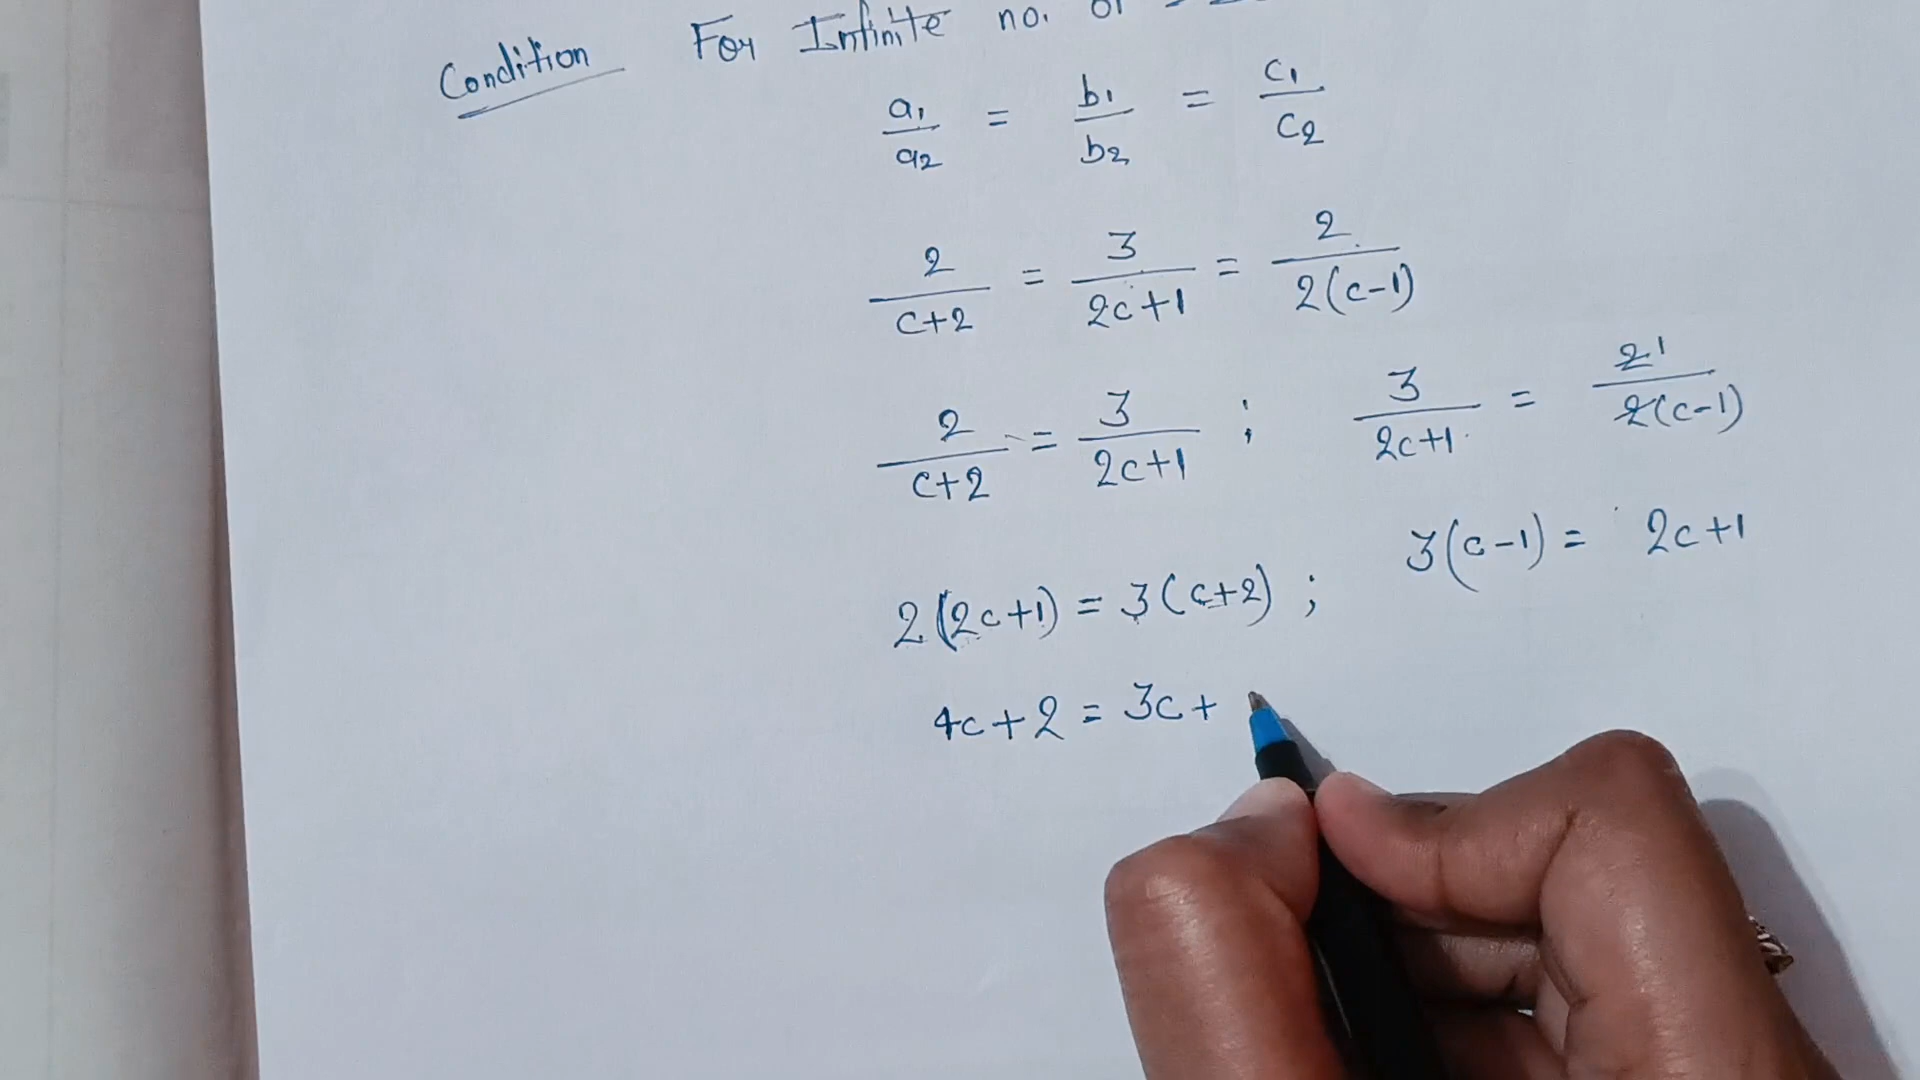 Condition For Infinite no. of
a1/a2 = b1/b2 = c1/c2
2/(c+2) = 3/(2c+1) = 2/(2(c-1))
2/(c+2) = 3/(2c+1) ; 3/(2c+1) = 2 1/(2(c-1))
2(2c+1) = 3(c+2) ; 3(c-1) = 2c+1
4c+2 = 3c+